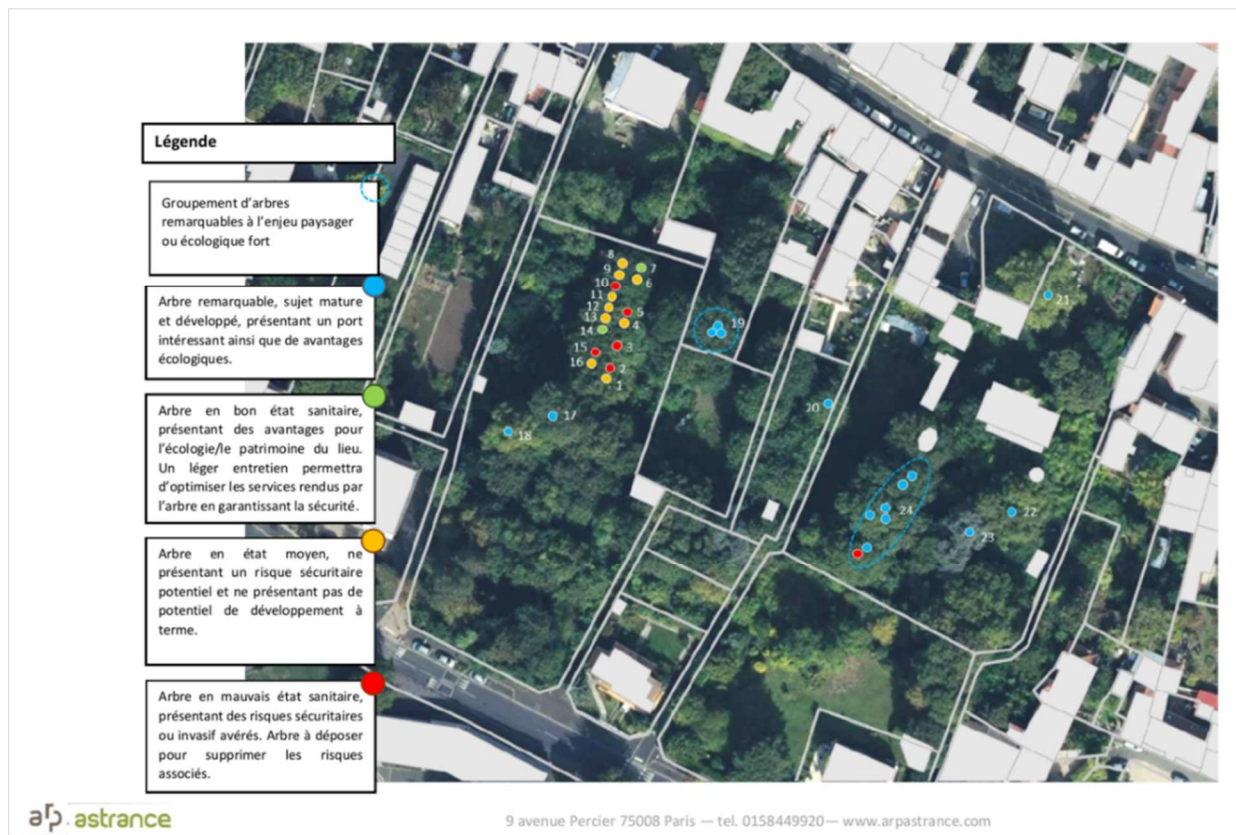 Légende
Groupement d'arbres
remarquables à l'enjeu paysager
ou écologique fort
Arbre remarquable, sujet mature
et développé, présentant un port
intéressant ainsi que de avantages
écologiques.
Arbre en bon état sanitaire,
présentant des avantages pour
l'écologie/le patrimoine du lieu.
Un léger entretien permettra
d'optimiser les services rendus par
l'arbre en garantissant la sécurité.
Arbre en état moyen, ne
présentant un risque sécuritaire
potentiel et ne présentant pas de
potentiel de développement à
terme.
Arbre en mauvais état sanitaire,
présentant des risques sécuritaires
ou invasif avérés. Arbre à déposer
pour supprimer les risques
associés.
8
7
9
6
10
11
5
12
13
4
14
3
15
16
2
1
17
18
19
20
21
22
23
24
arp.astrance
9 avenue Percier 75008 Paris — tel. 0158449920— www.arpastrance.com